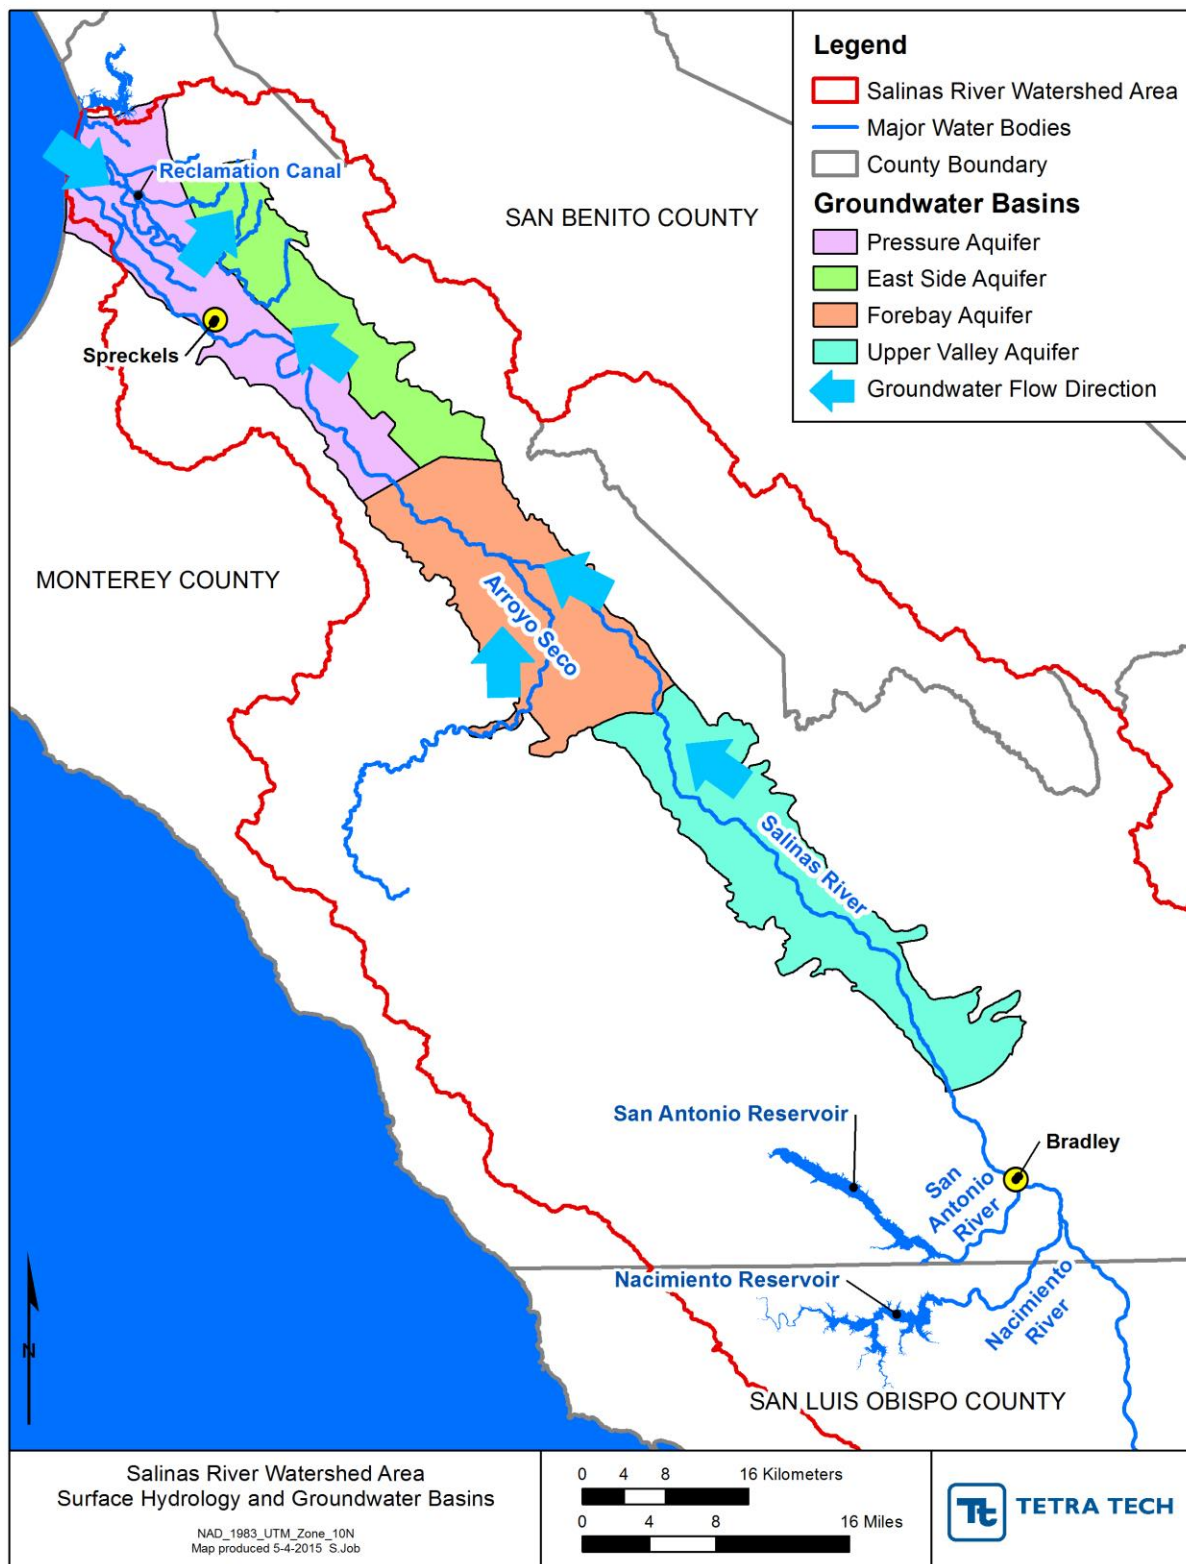 Legend
Salinas River Watershed Area
Major Water Bodies
County Boundary
Groundwater Basins
Pressure Aquifer
East Side Aquifer
Forebay Aquifer
Upper Valley Aquifer
Groundwater Flow Direction
Reclamation Canal
SAN BENITO COUNTY
Spreckels
MONTEREY COUNTY
Arroyo Seco
Salinas River
San Antonio Reservoir
Bradley
San
Antonio
River
Nacimiento Reservoir
Nacimiento
River
SAN LUIS OBISPO COUNTY
N
Salinas River Watershed Area
Surface Hydrology and Groundwater Basins
NAD_1983_UTM_Zone_10N
Map produced 5-4-2015 S.Job
0 4 8 16 Kilometers
0 4 8 16 Miles
Tt TETRA TECH